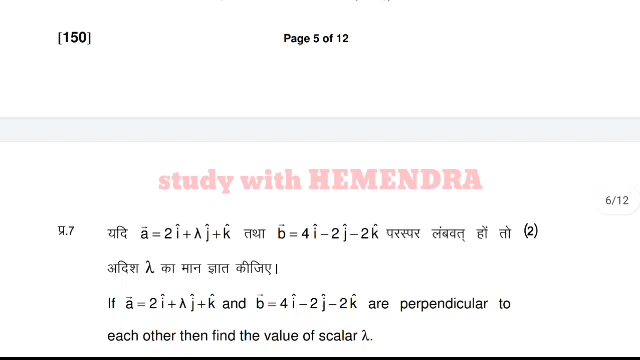 [150]
Page 5 of 12
study with HEMENDRA
6/12
प्र.7 यदि a⃗ = 2î + λĵ + k̂ तथा b⃗ = 4î − 2ĵ − 2k̂ परस्पर लंबवत् हों तो (2)
अदिश λ का मान ज्ञात कीजिए।
If a⃗ = 2î + λĵ + k̂ and b⃗ = 4î − 2ĵ − 2k̂ are perpendicular to
each other then find the value of scalar λ.